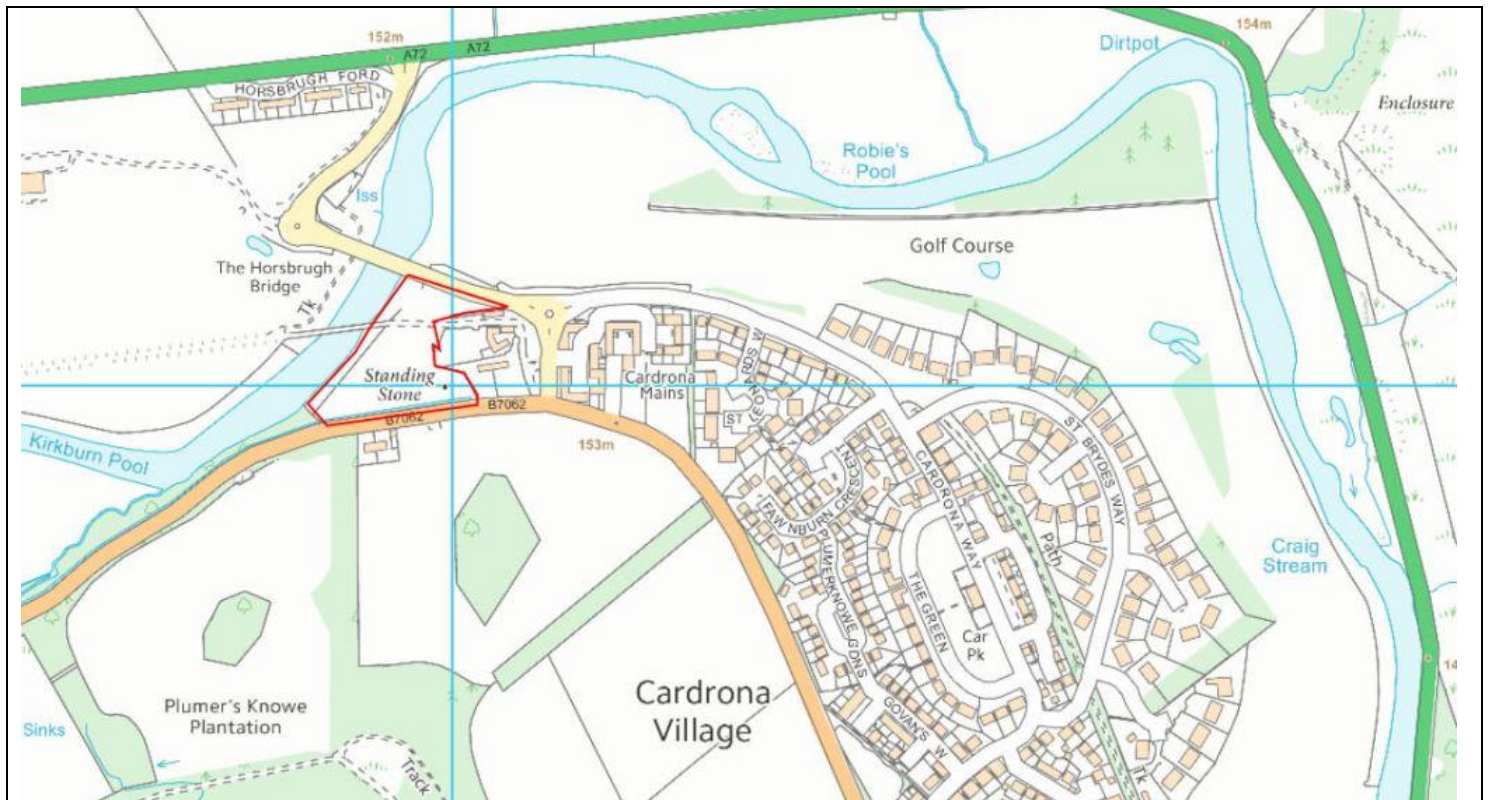 152m
A72
A72
154m
Dirtpot
HORSBRUGH FORD
Enclosure
Robie's
Pool
Iss
Golf Course
The Horsbrugh
Bridge
Tk
Standing
Stone
Cardrona
Mains
ST
LEONARDS W
B7062
B7062
153m
Kirkburn Pool
ST BRYDES WAY
CARDRONA WAY
FAWNBURN CRESCENT
PLUMERKNOWE GDNS
Path
THE GREEN
Craig
Stream
Car
Pk
14
Cardrona
Village
Plumer's Knowe
Plantation
Sinks
GOVAN'S W
Track
Tk